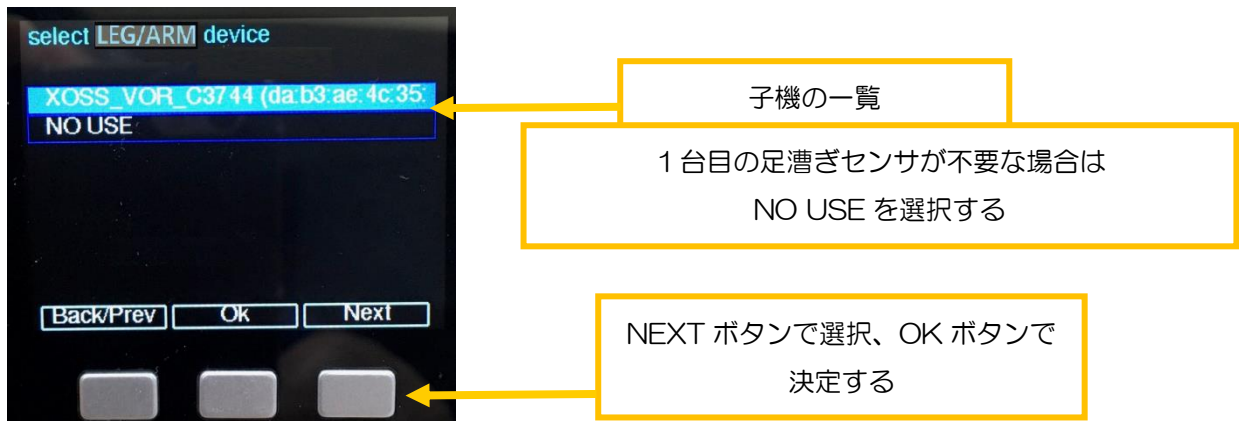 select LEG/ARM device
XOSS_VOR_C3744 (da:b3:ae:4c:35:
NO USE
Back/Prev
Ok
Next
子機の一覧
1台目の足漕ぎセンサが不要な場合は
NO USE を選択する
NEXT ボタンで選択、OK ボタンで
決定する